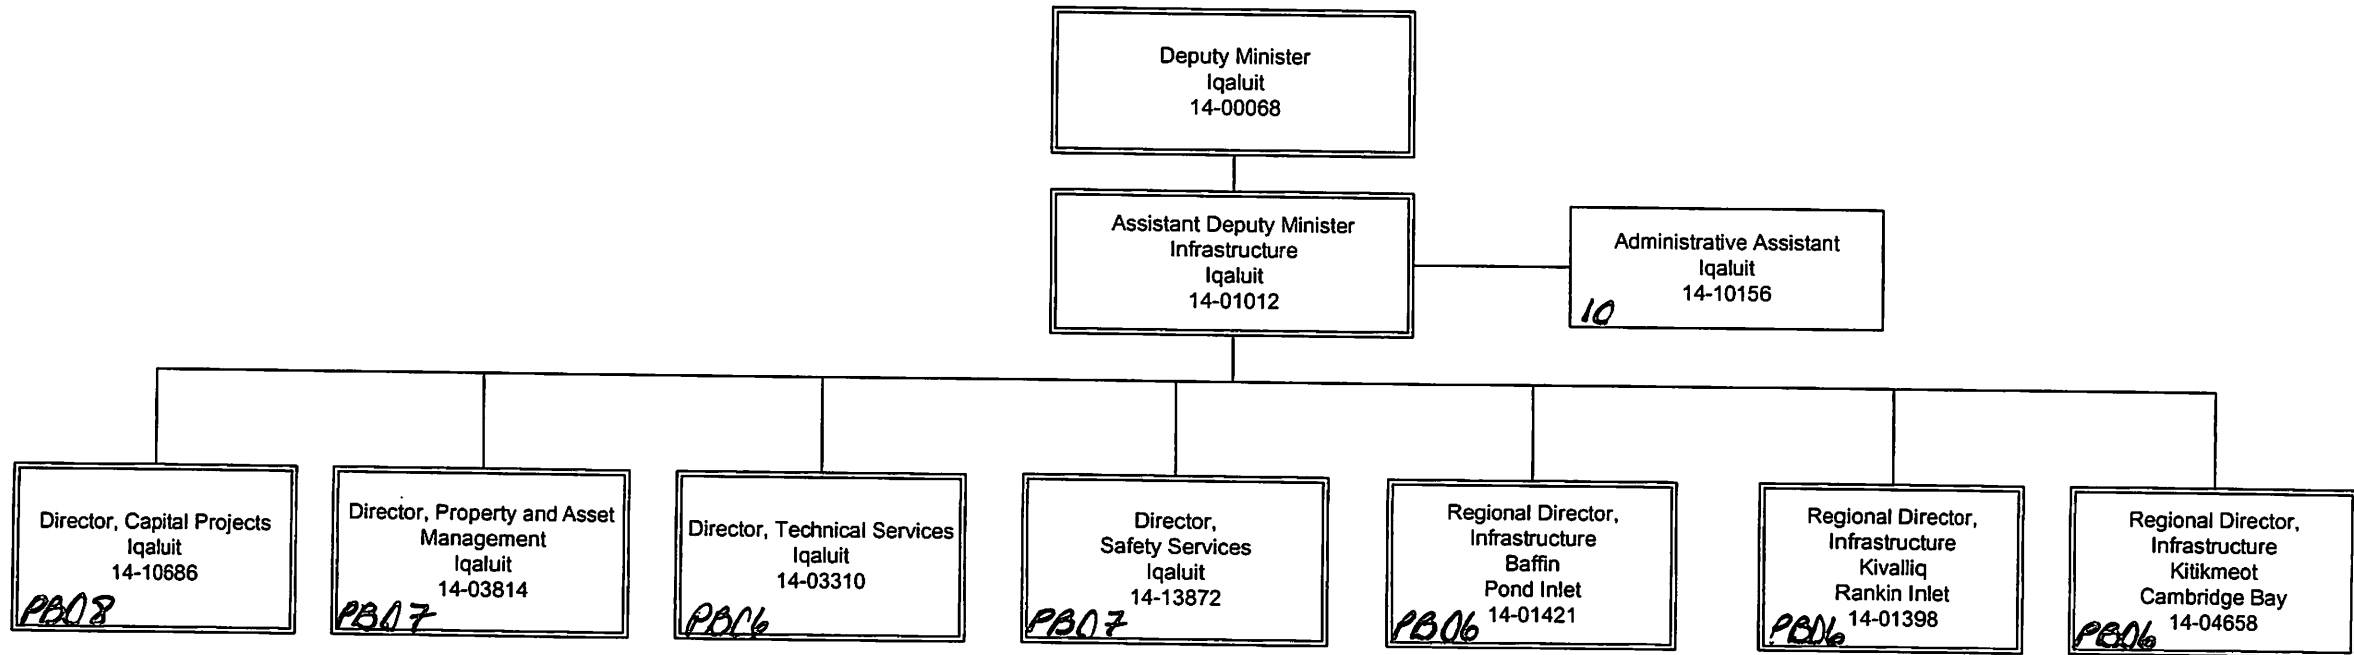 Deputy Minister
Iqaluit
14-00068
Assistant Deputy Minister
Infrastructure
Iqaluit
14-01012
Administrative Assistant
Iqaluit
14-10156
10
Director, Capital Projects
Iqaluit
14-10686
PB08
Director, Property and Asset
Management
Iqaluit
14-03814
PB07
Director, Technical Services
Iqaluit
14-03310
PB06
Director,
Safety Services
Iqaluit
14-13872
PB07
Regional Director,
Infrastructure
Baffin
Pond Inlet
14-01421
PB06
Regional Director,
Infrastructure
Kivalliq
Rankin Inlet
14-01398
PB06
Regional Director,
Infrastructure
Kitikmeot
Cambridge Bay
14-04658
PB06